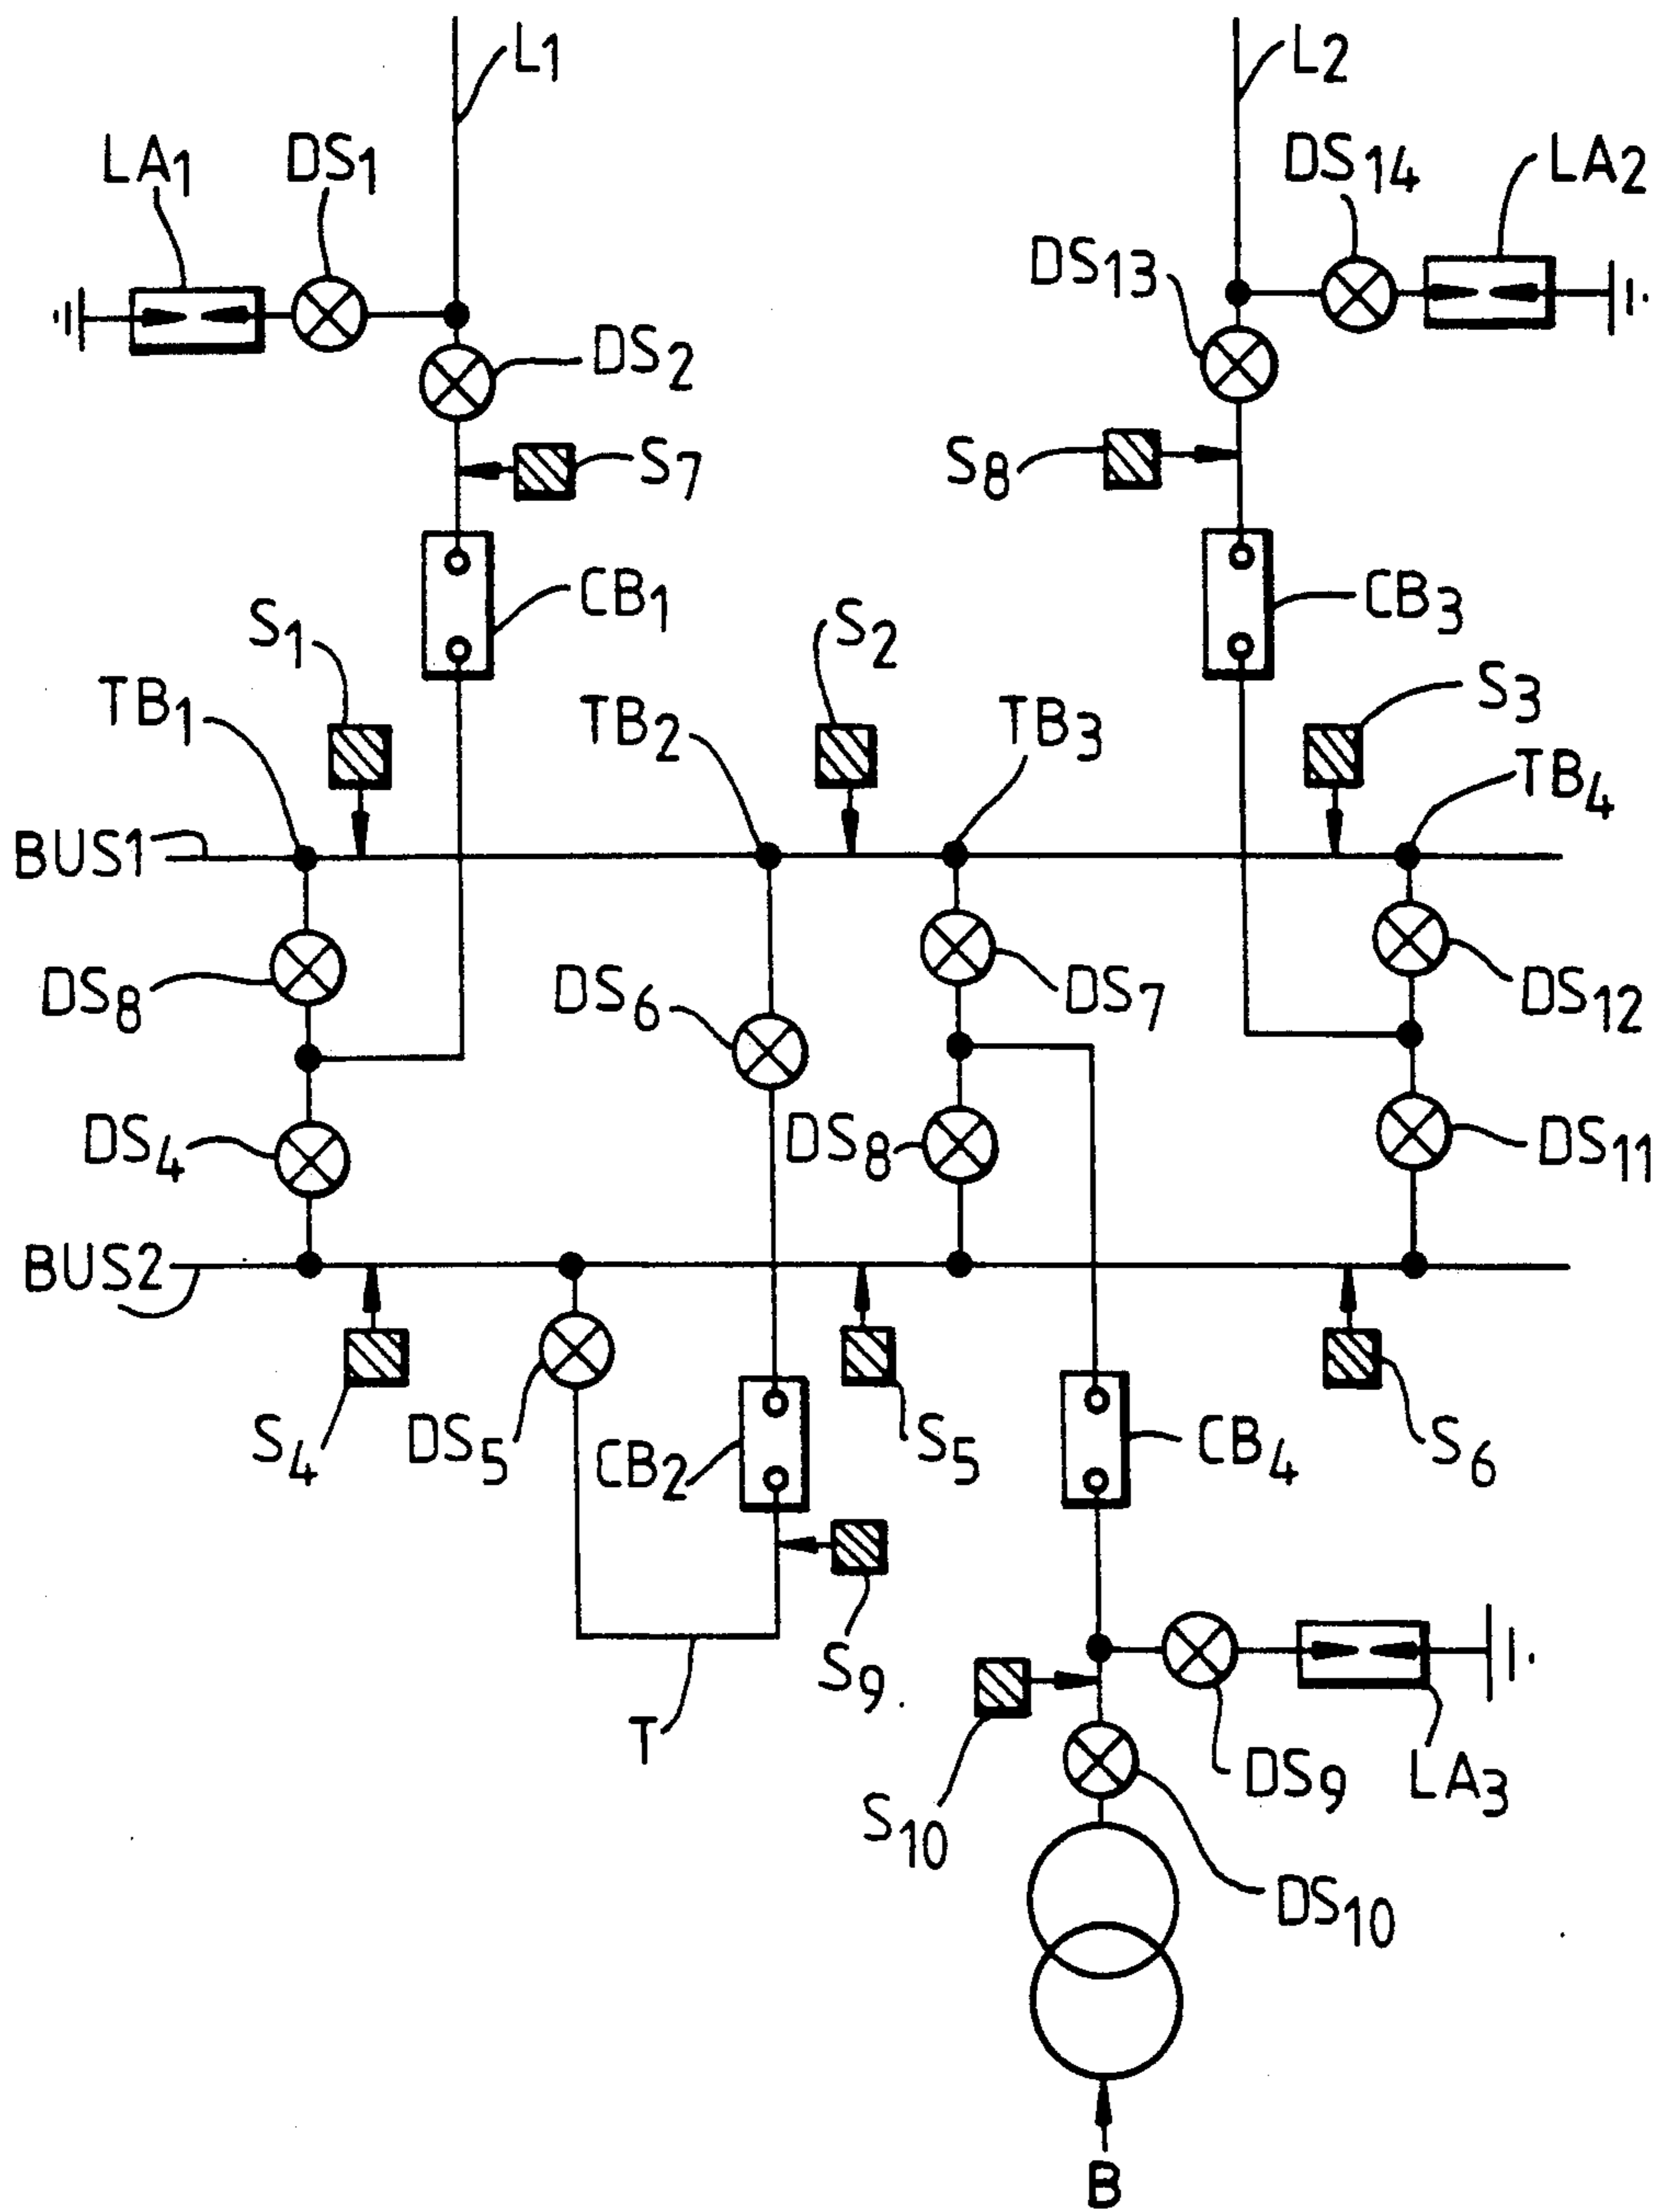 L1
L2
LA1
DS1
DS14
LA2
DS13
DS2
S7
S8
CB1
CB3
S1
S2
S3
TB1
TB2
TB3
TB4
BUS1
DS8
DS6
DS7
DS12
DS4
DS8
DS11
BUS2
S4
DS5
CB2
S5
CB4
S6
S9
T
S10
DS9
LA3
DS10
B